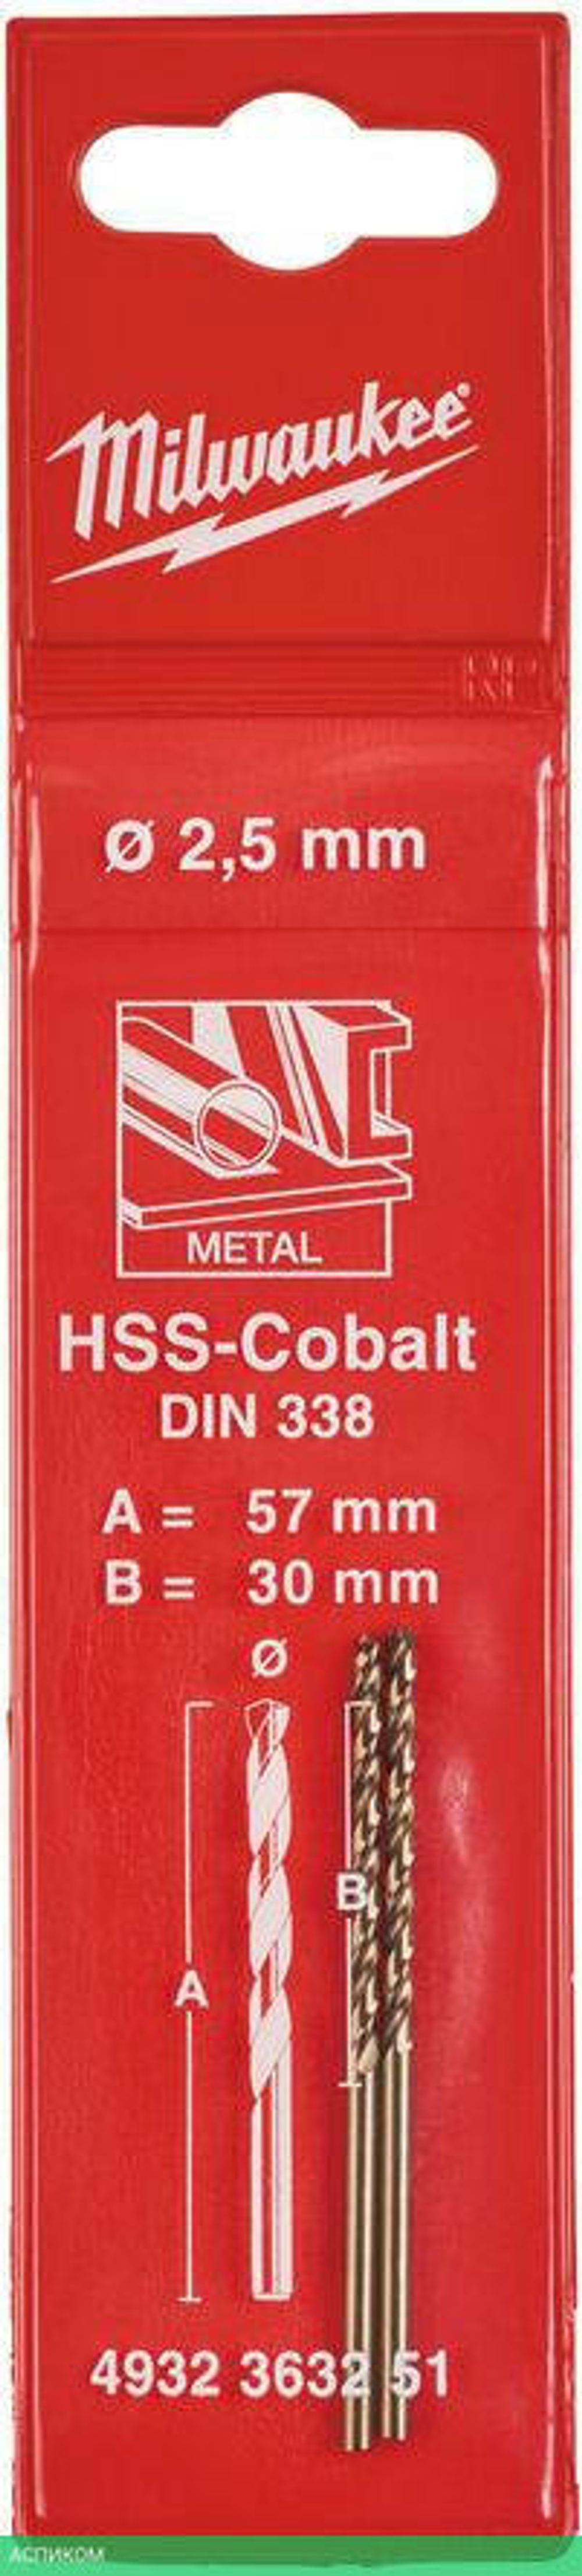 Milwaukee®
Ø 2,5 mm
METAL
HSS-Cobalt
DIN 338
A = 57 mm
B = 30 mm
Ø
B
A
4932 3632 51
АСПИКОМ